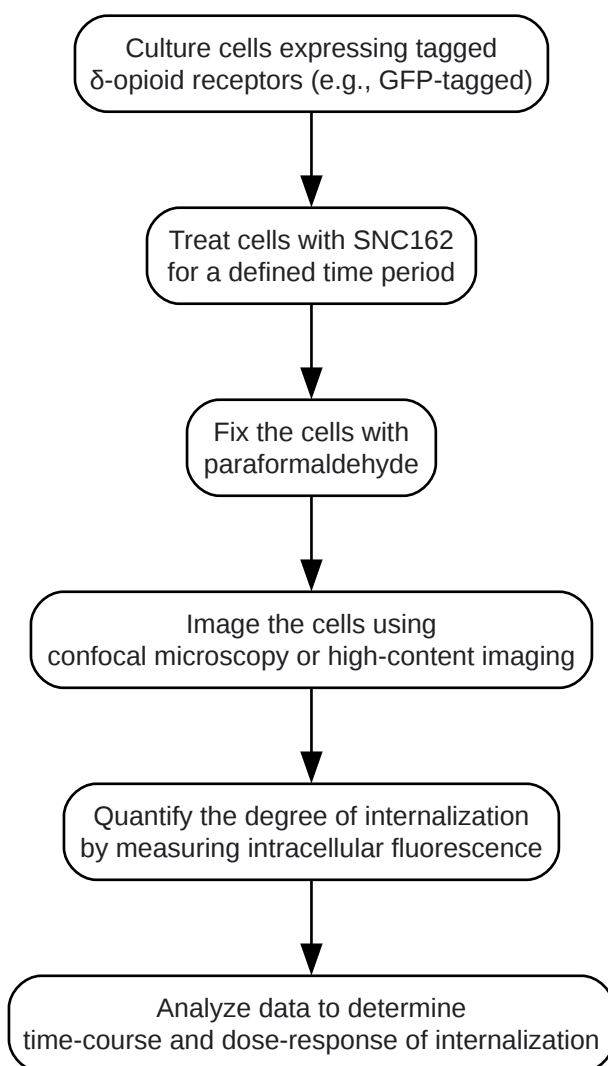 Culture cells expressing tagged
δ-opioid receptors (e.g., GFP-tagged)
Treat cells with SNC162
for a defined time period
Fix the cells with
paraformaldehyde
Image the cells using
confocal microscopy or high-content imaging
Quantify the degree of internalization
by measuring intracellular fluorescence
Analyze data to determine
time-course and dose-response of internalization